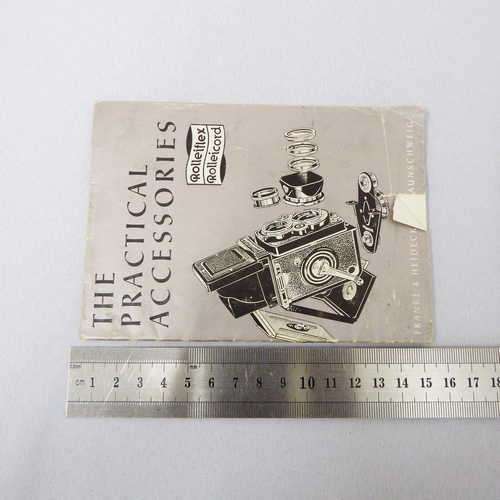 THE
PRACTICAL
ACCESSORIES
Rolleiflex
Rolleicord
FRANKE & HEIDECKE
cm 1 2 3 4 5 6 7 8 9 10 11 12 13 14 15 16 17 18